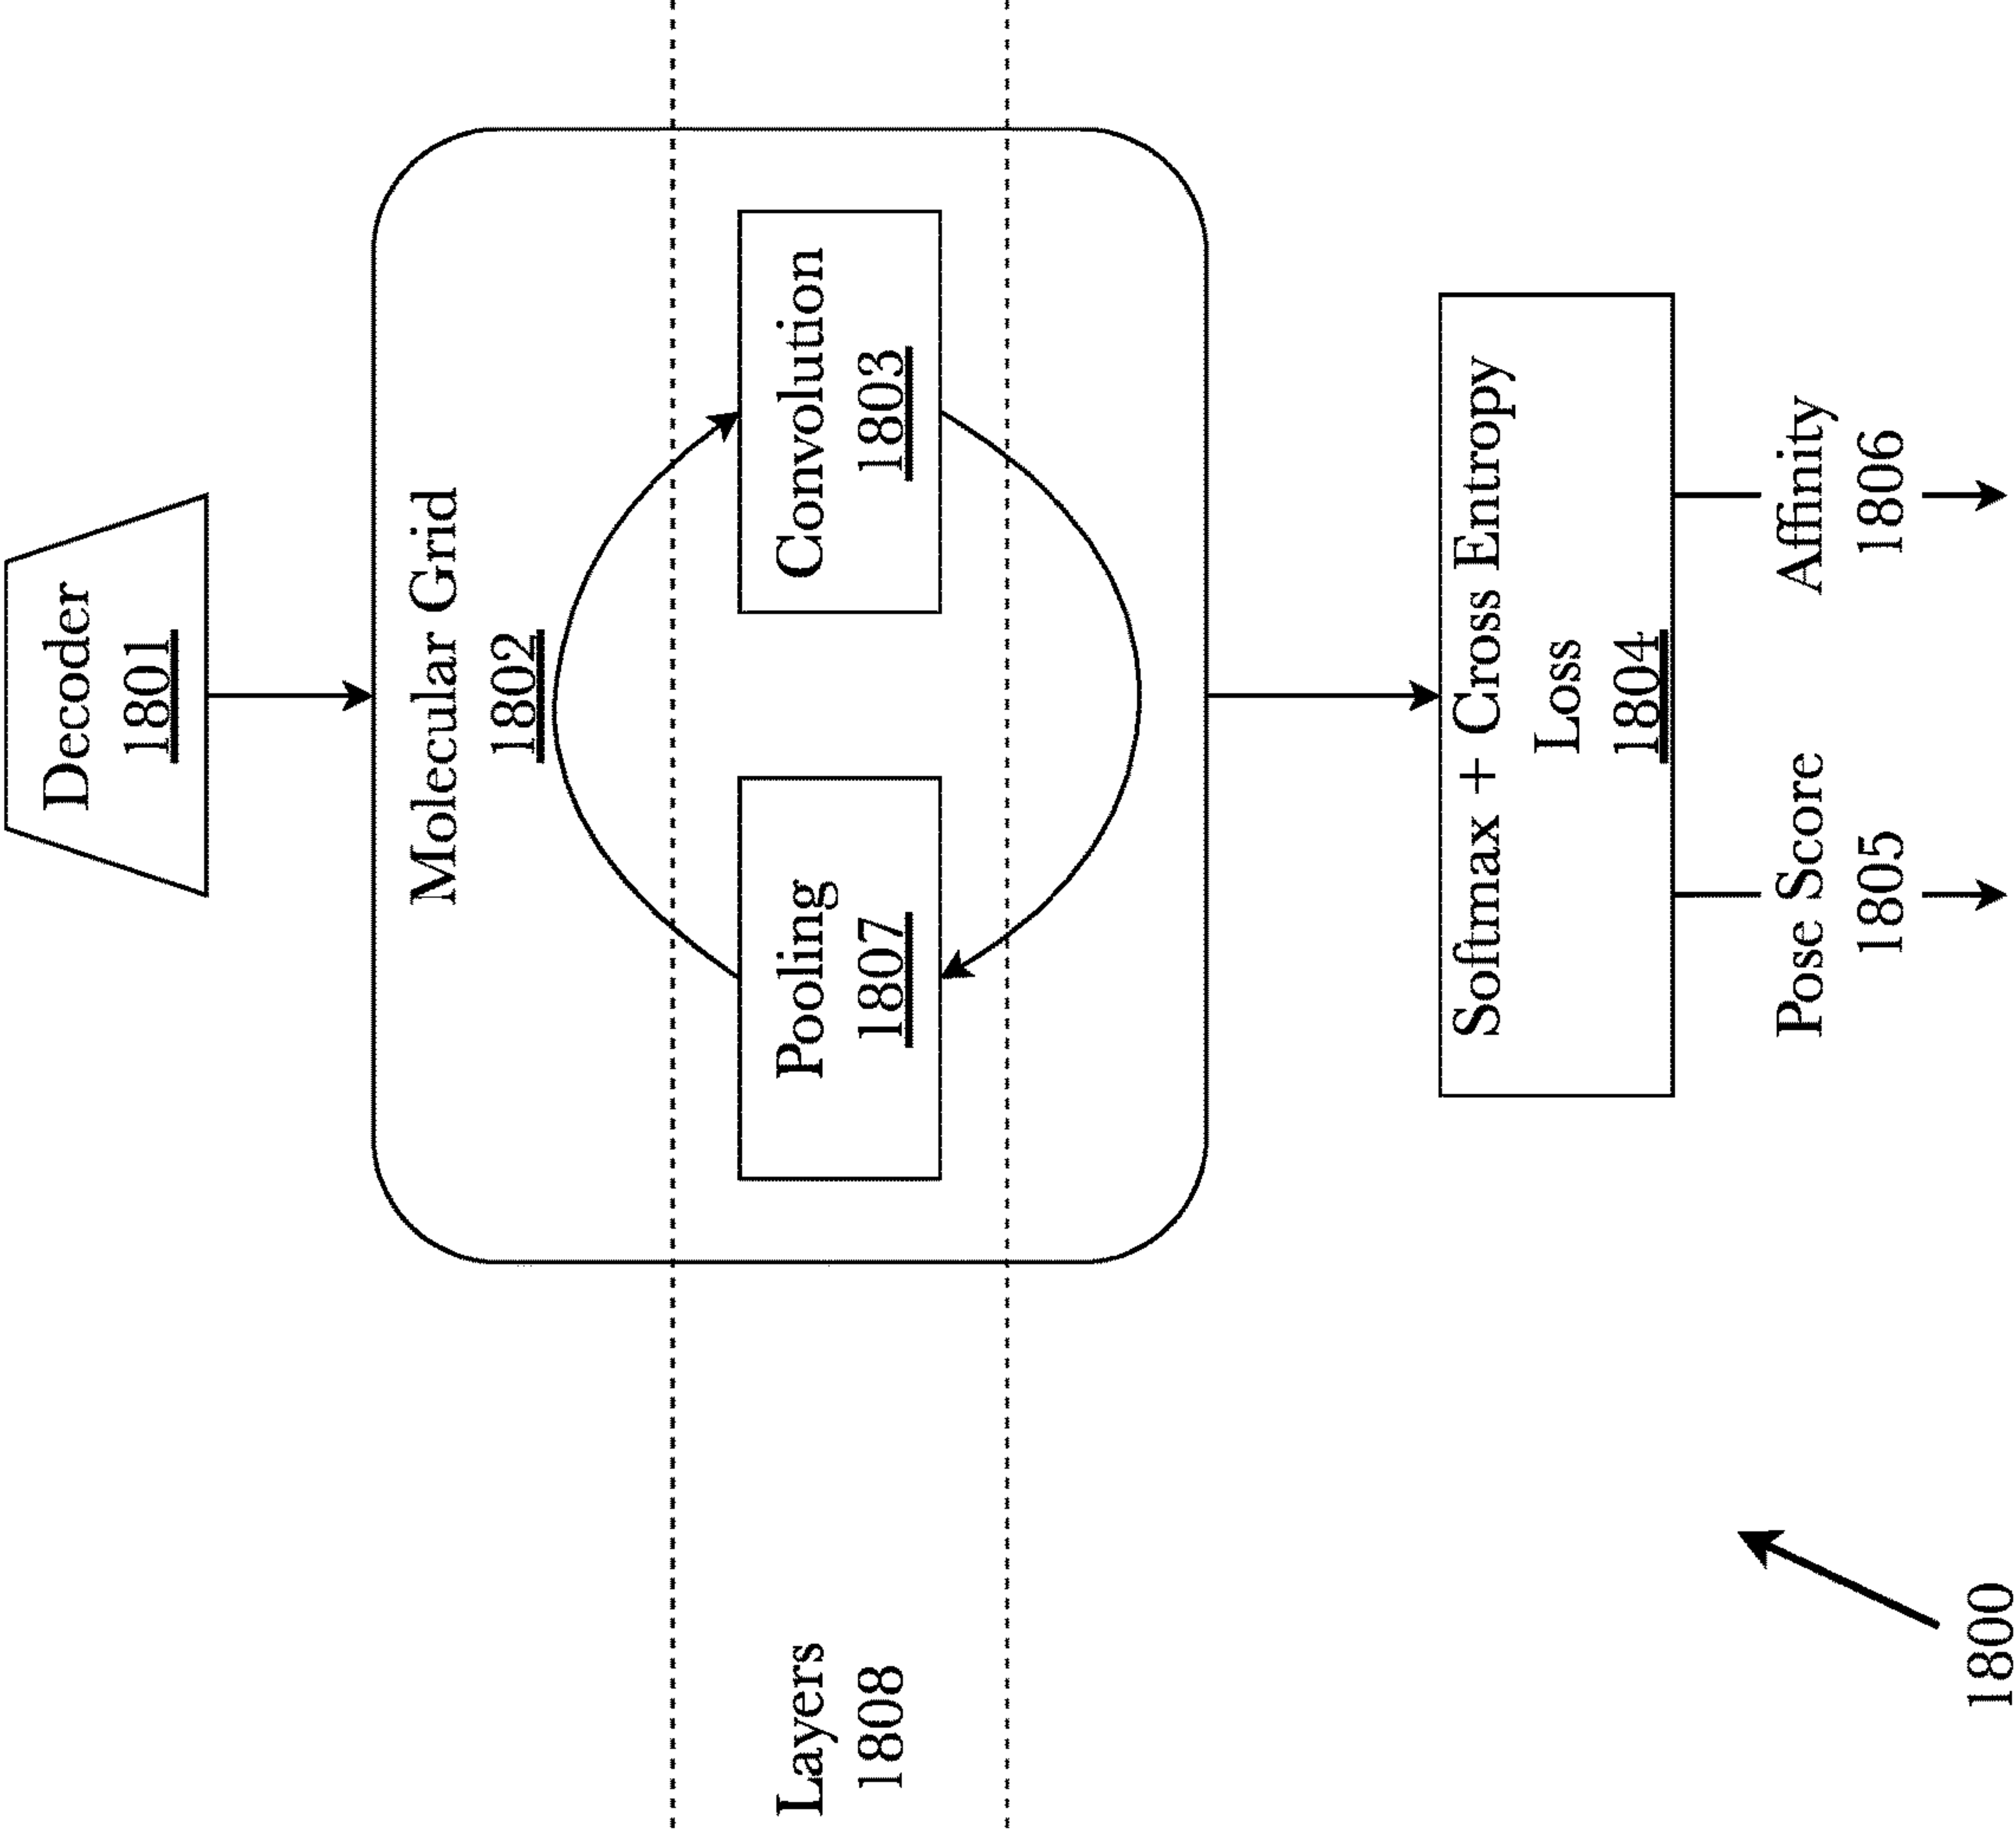 Decoder
1801
Molecular Grid
1802
Layers
1808
Pooling
1807
Convolution
1803
Softmax + Cross Entropy
Loss
1804
Pose Score
1805
Affinity
1806
1800